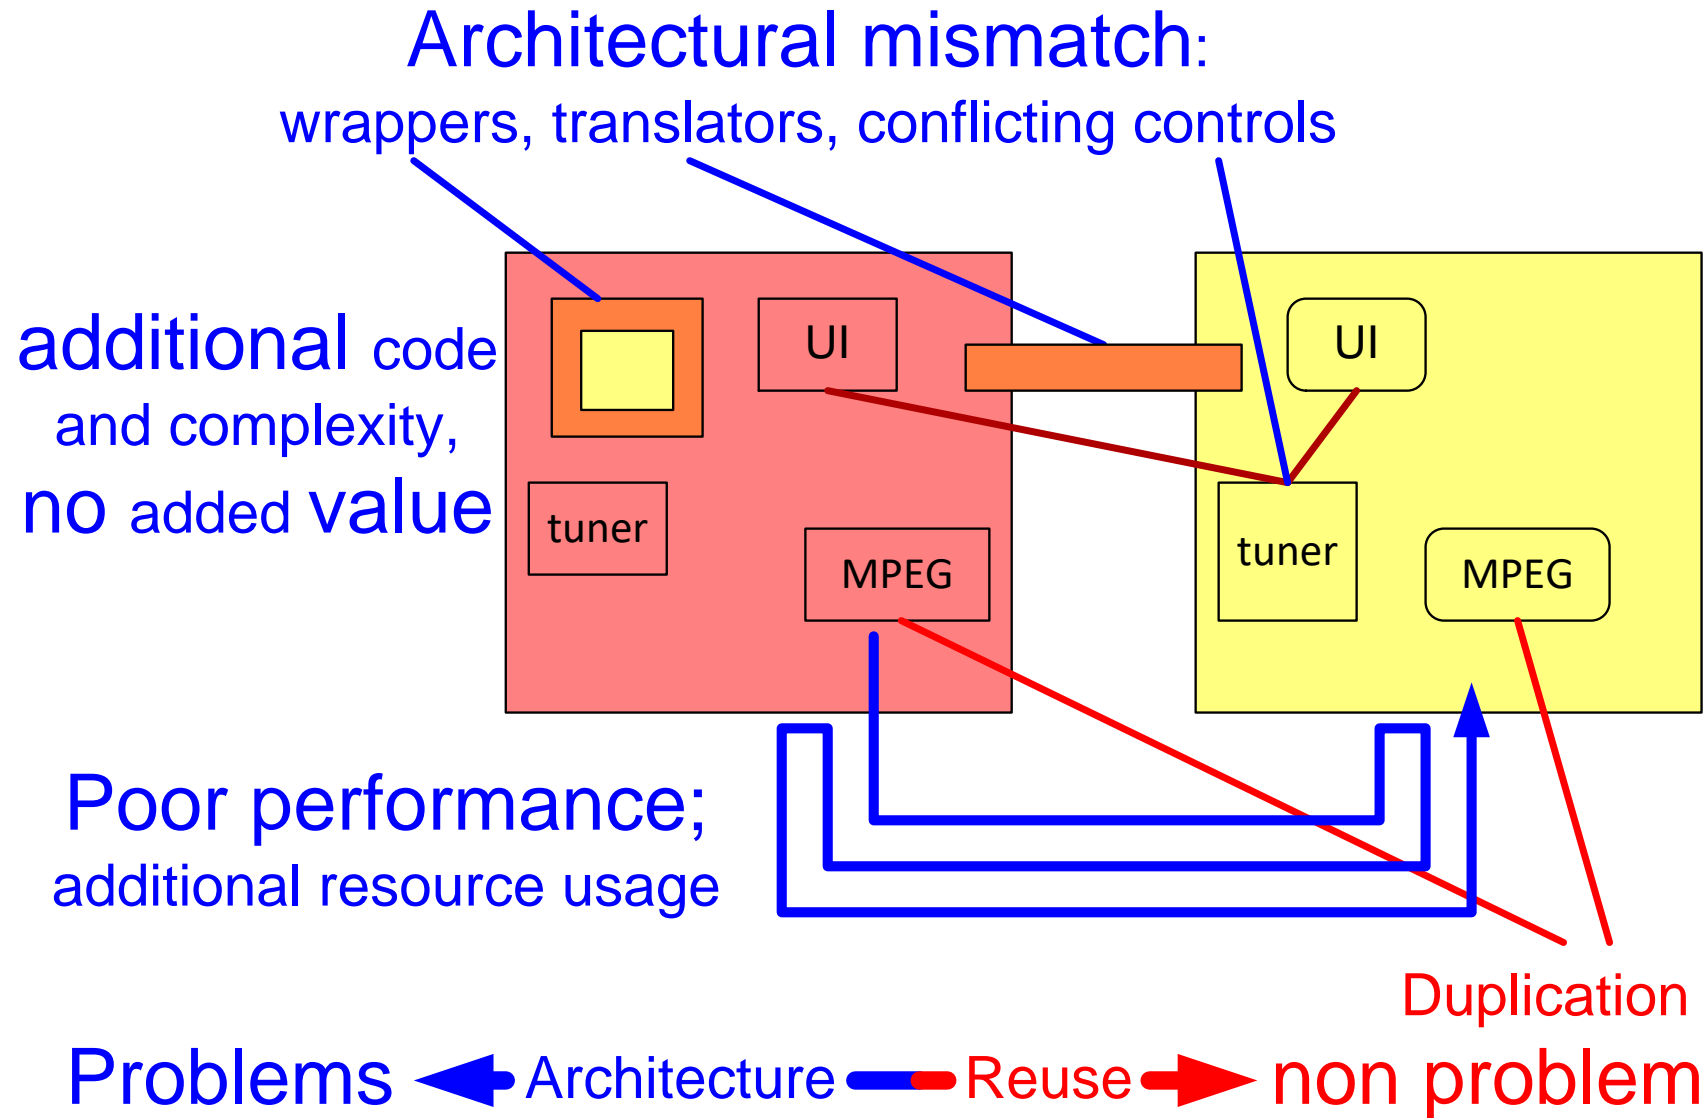 Architectural mismatch:
wrappers, translators, conflicting controls
additional code
and complexity,
no added value
UI
tuner
MPEG
UI
tuner
MPEG
Poor performance;
additional resource usage
Duplication
Problems Architecture Reuse non problem